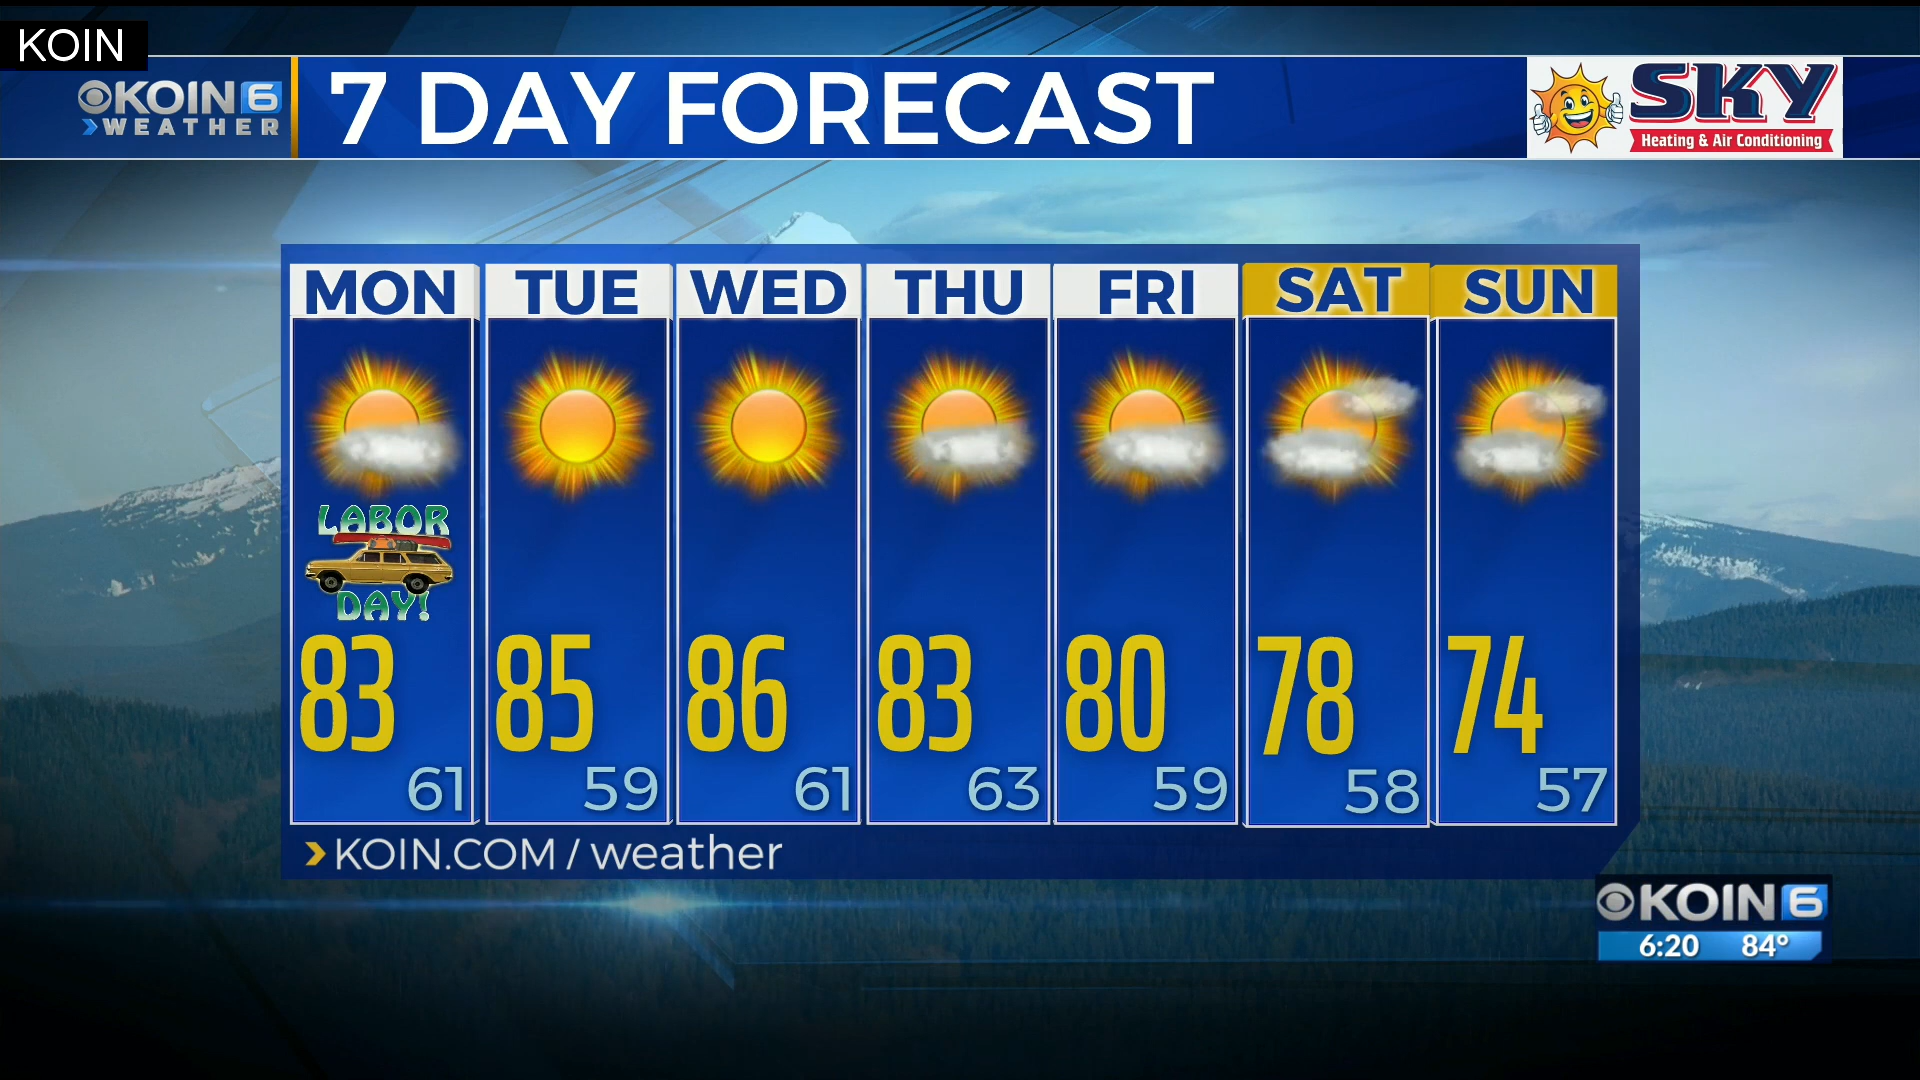 KOIN
KOIN 6
WEATHER
7 DAY FORECAST
SKY
Heating & Air Conditioning
MON TUE WED THU FRI SAT SUN
LABOR
DAY!
83 85 86 83 80 78 74
61 59 61 63 59 58 57
KOIN.COM / weather
KOIN 6
6:20 84°